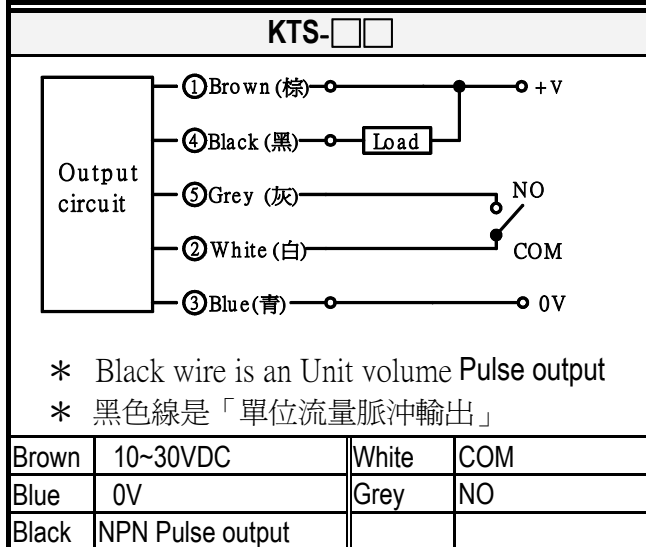 KTS-□□
①Brown (棕) +V
④Black (黑) Load
Output circuit
⑤Grey (灰) NO
②White (白) COM
③Blue(青) 0V
＊ Black wire is an Unit volume Pulse output
＊ 黑色線是「單位流量脈沖輸出」
Brown 10~30VDC White COM
Blue 0V Grey NO
Black NPN Pulse output